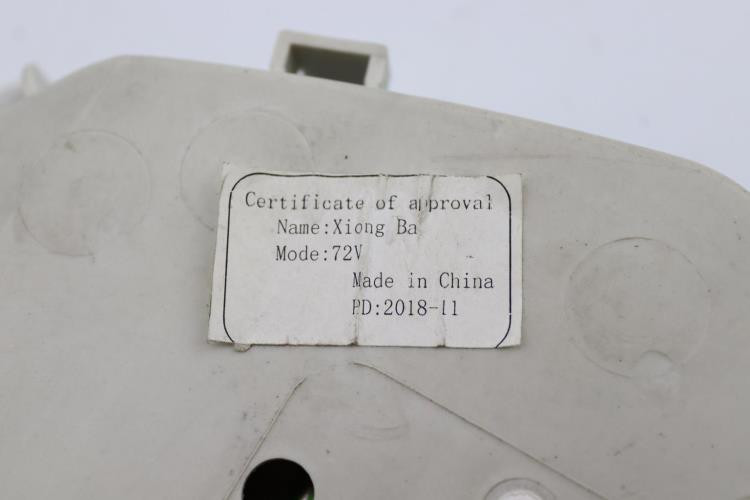 Certificate of approval
Name:Xiong Ba
Mode:72V
Made in China
PD:2018-11